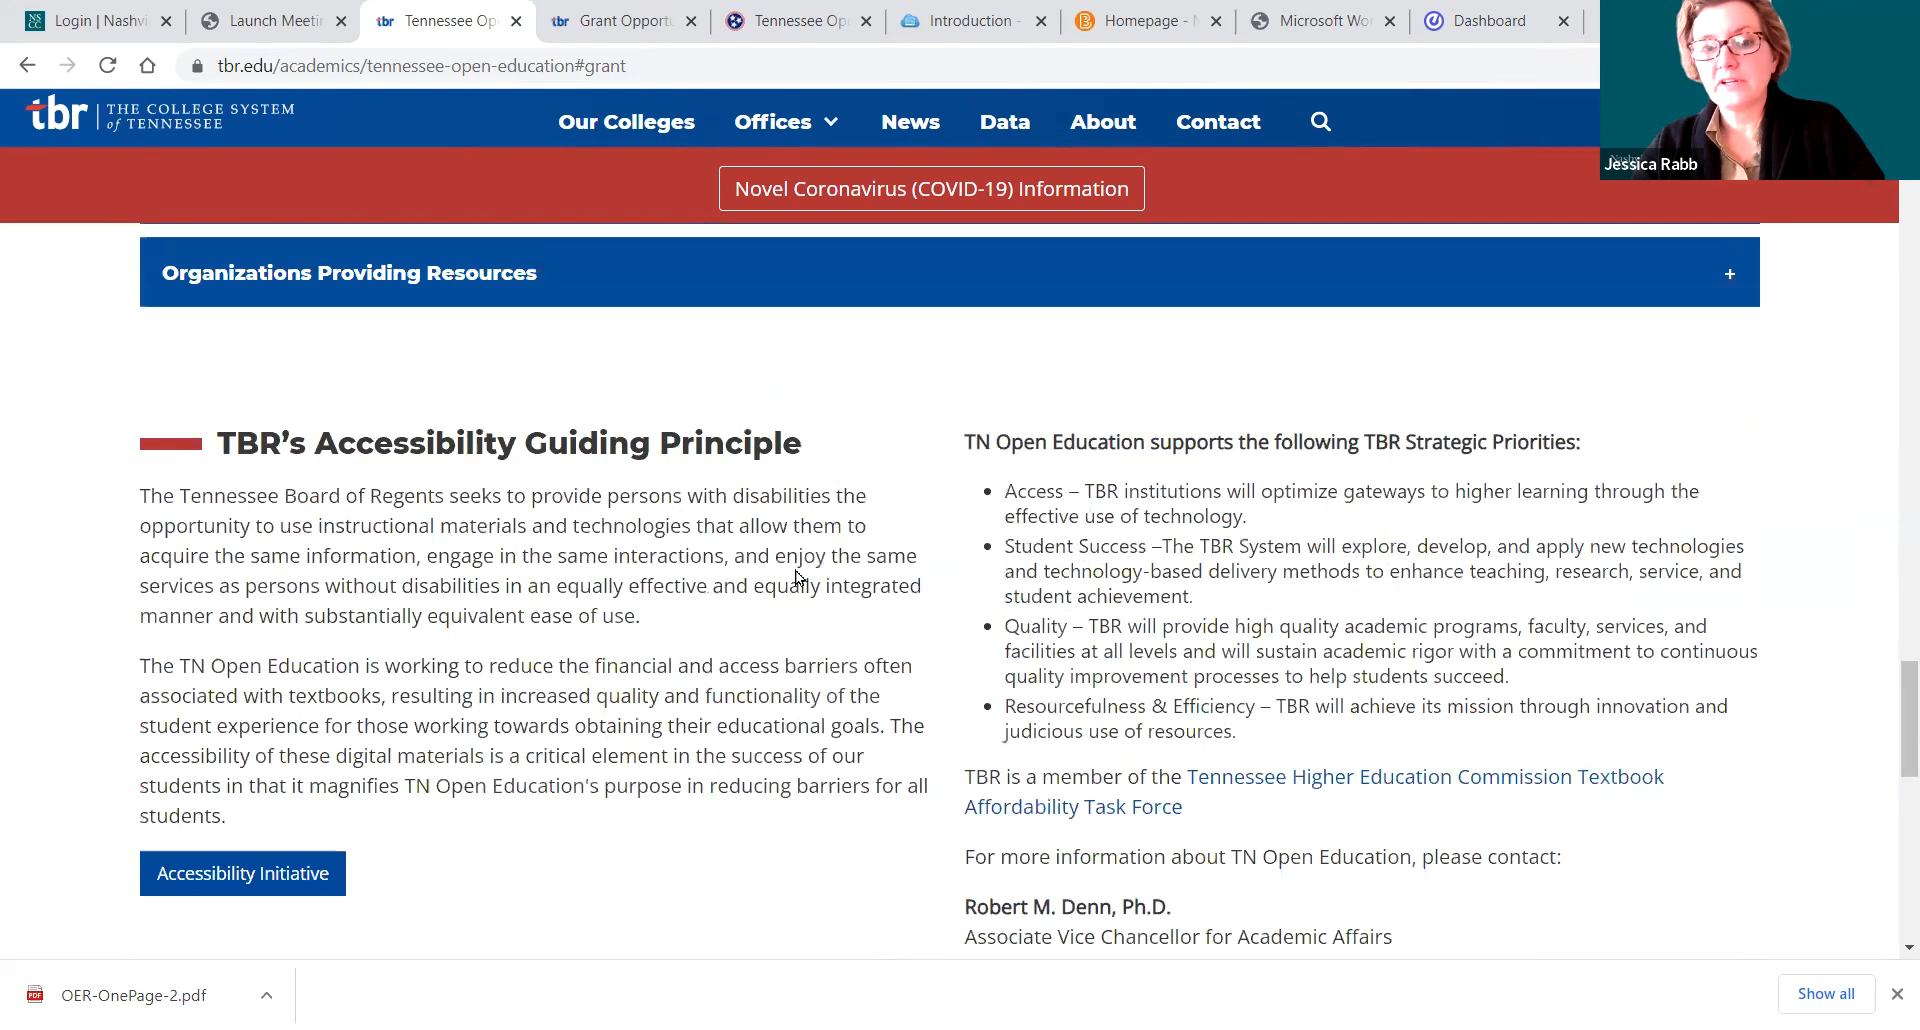 Login | Nashvi
Launch Meetin
Tennessee Op
Grant Opport
Tennessee Op
Introduction -
Homepage -
Microsoft Wo
Dashboard
tbr.edu/academics/tennessee-open-education#grant
tbr | THE COLLEGE SYSTEM
of TENNESSEE
Our Colleges
Offices
News
Data
About
Contact
Jessica Rabb
Novel Coronavirus (COVID-19) Information
Organizations Providing Resources
+
TBR’s Accessibility Guiding Principle
The Tennessee Board of Regents seeks to provide persons with disabilities the
opportunity to use instructional materials and technologies that allow them to
acquire the same information, engage in the same interactions, and enjoy the same
services as persons without disabilities in an equally effective and equally integrated
manner and with substantially equivalent ease of use.
The TN Open Education is working to reduce the financial and access barriers often
associated with textbooks, resulting in increased quality and functionality of the
student experience for those working towards obtaining their educational goals. The
accessibility of these digital materials is a critical element in the success of our
students in that it magnifies TN Open Education's purpose in reducing barriers for all
students.
Accessibility Initiative
TN Open Education supports the following TBR Strategic Priorities:
• Access – TBR institutions will optimize gateways to higher learning through the
effective use of technology.
• Student Success –The TBR System will explore, develop, and apply new technologies
and technology-based delivery methods to enhance teaching, research, service, and
student achievement.
• Quality – TBR will provide high quality academic programs, faculty, services, and
facilities at all levels and will sustain academic rigor with a commitment to continuous
quality improvement processes to help students succeed.
• Resourcefulness & Efficiency – TBR will achieve its mission through innovation and
judicious use of resources.
TBR is a member of the Tennessee Higher Education Commission Textbook
Affordability Task Force
For more information about TN Open Education, please contact:
Robert M. Denn, Ph.D.
Associate Vice Chancellor for Academic Affairs
PDF
OER-OnePage-2.pdf
Show all